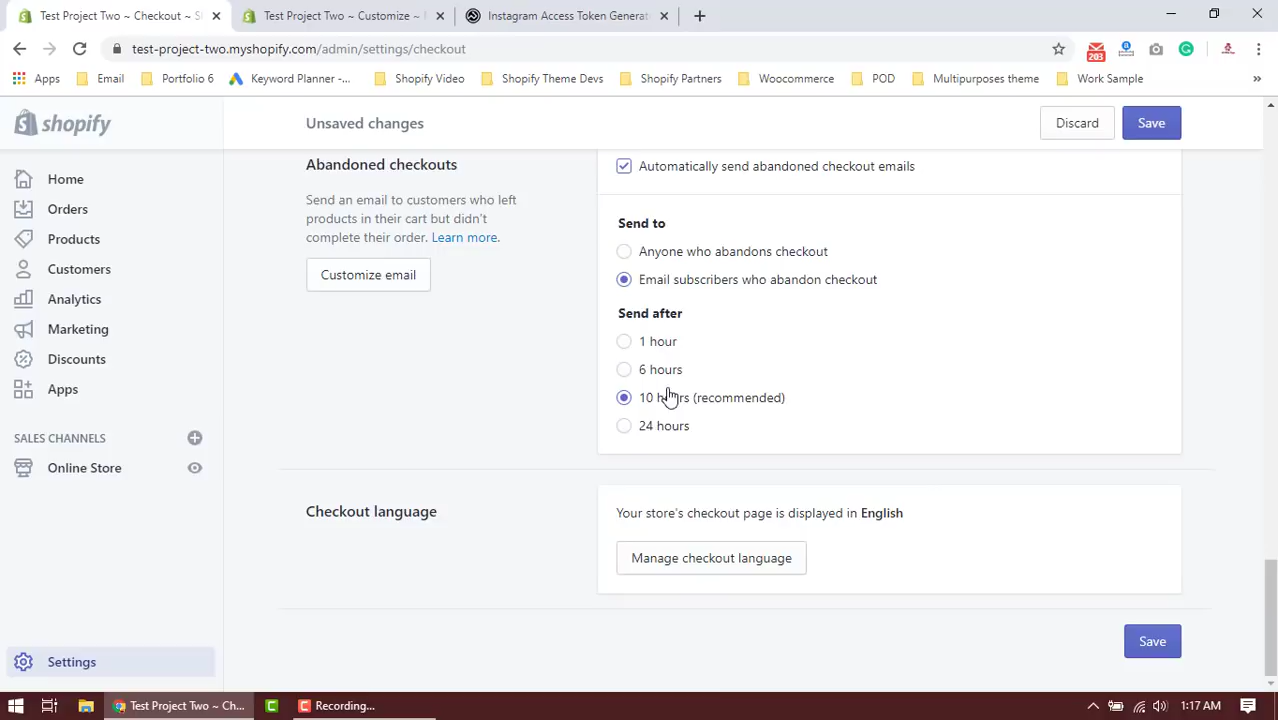 Test Project Two ~ Checkout ~ S
Test Project Two ~ Customize ~
Instagram Access Token Generat
test-project-two.myshopify.com/admin/settings/checkout
203
Apps
Email
Portfolio 6
Keyword Planner -...
Shopify Video
Shopify Theme Devs
Shopify Partners
Woocommerce
POD
Multipurposes theme
Work Sample
»
shopify
Unsaved changes
Discard
Save
Home
Orders
Products
Customers
Analytics
Marketing
Discounts
Apps
SALES CHANNELS
Online Store
Settings
Abandoned checkouts
Send an email to customers who left
products in their cart but didn't
complete their order. Learn more.
Customize email
Automatically send abandoned checkout emails
Send to
Anyone who abandons checkout
Email subscribers who abandon checkout
Send after
1 hour
6 hours
10 hours (recommended)
24 hours
Checkout language
Your store's checkout page is displayed in English
Manage checkout language
Save
Test Project Two ~ Ch...
Recording...
1:17 AM